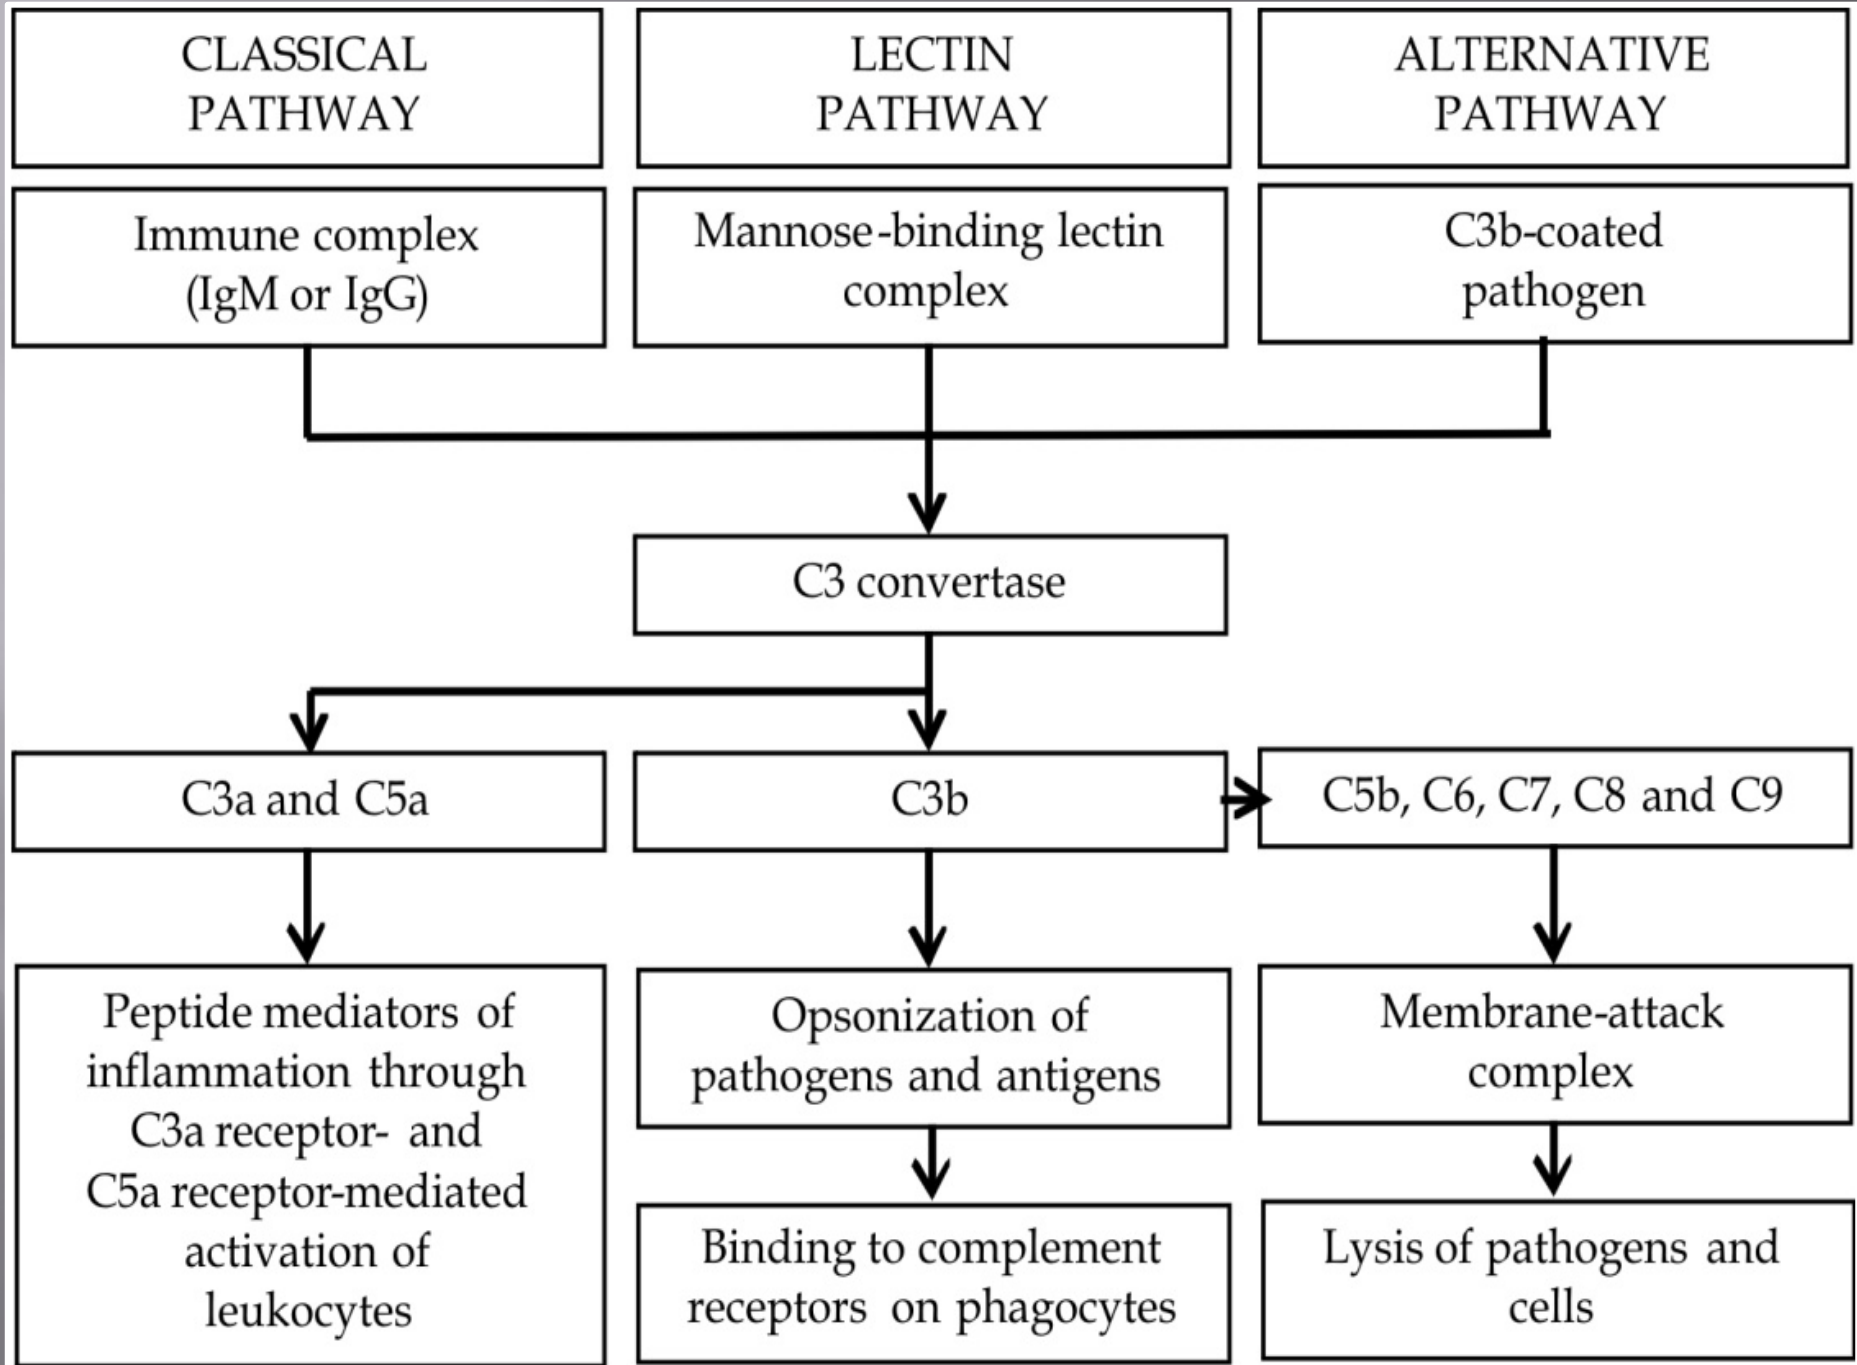 CLASSICAL
PATHWAY
LECTIN
PATHWAY
ALTERNATIVE
PATHWAY
Immune complex
(IgM or IgG)
Mannose-binding lectin
complex
C3b-coated
pathogen
C3 convertase
C3a and C5a
C3b
C5b, C6, C7, C8 and C9
Peptide mediators of
inflammation through
C3a receptor- and
C5a receptor-mediated
activation of
leukocytes
Opsonization of
pathogens and antigens
Membrane-attack
complex
Binding to complement
receptors on phagocytes
Lysis of pathogens and
cells